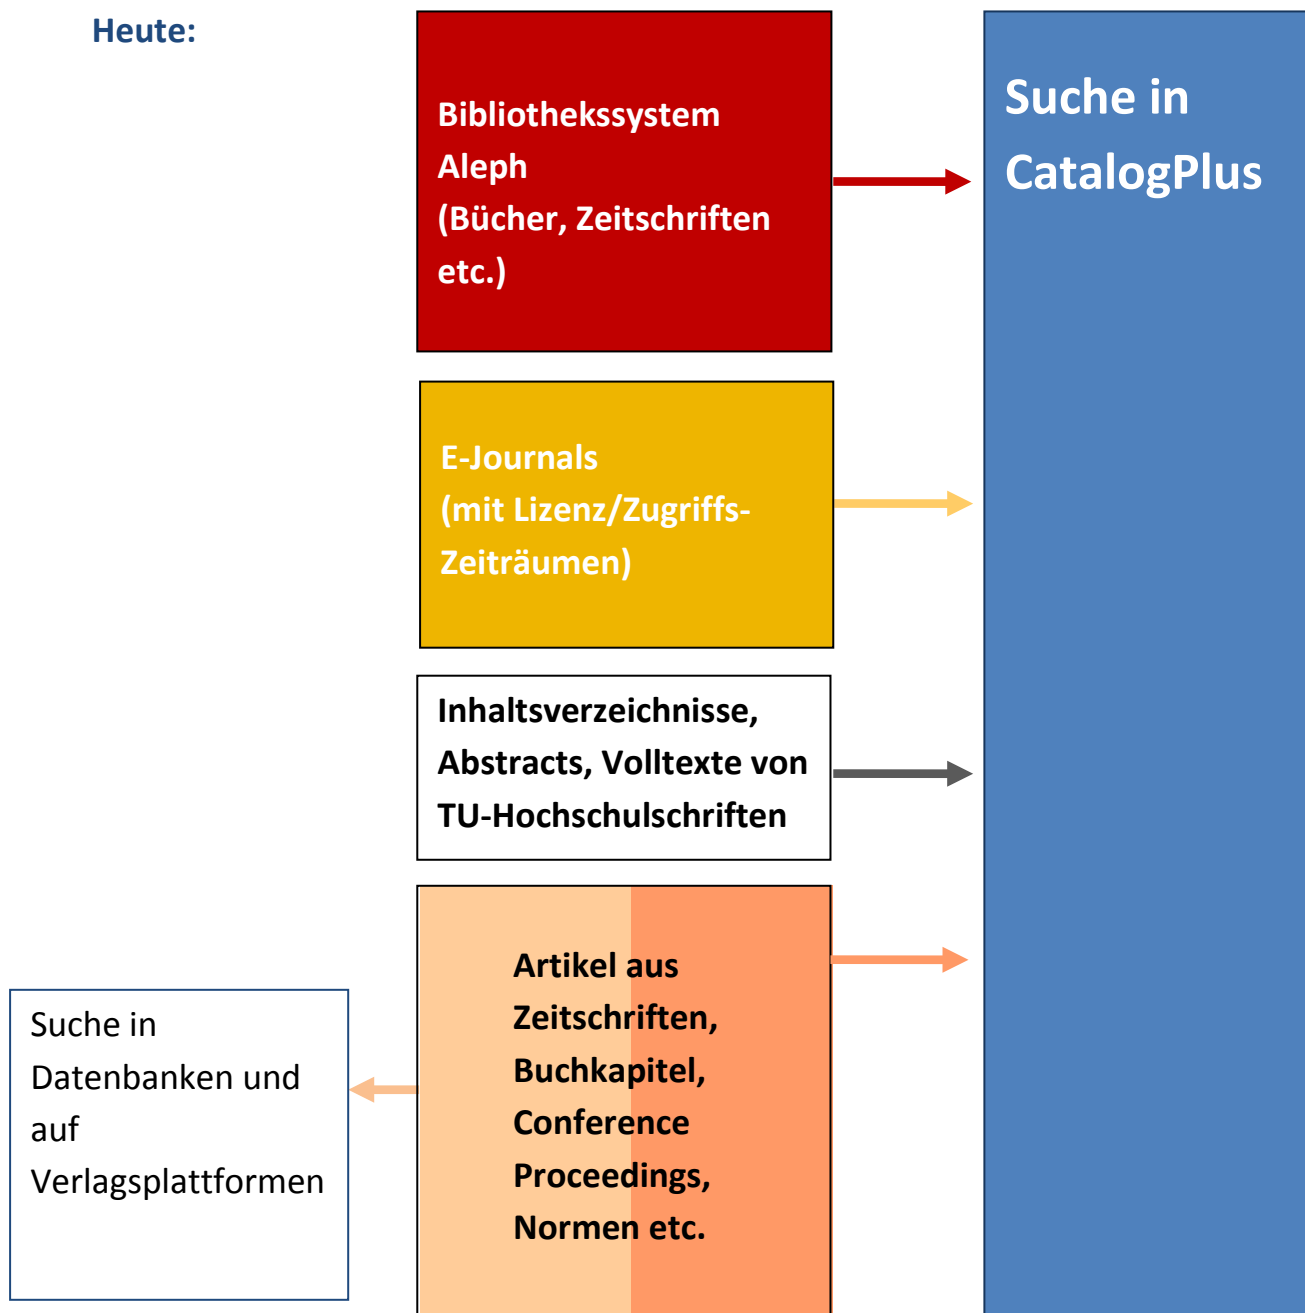 Heute:
Bibliothekssystem
Aleph
(Bücher, Zeitschriften
etc.)
Suche in
CatalogPlus
E-Journals
(mit Lizenz/Zugriffs-
Zeiträumen)
Inhaltsverzeichnisse,
Abstracts, Volltexte von
TU-Hochschulschriften
Artikel aus
Zeitschriften,
Buchkapitel,
Conference
Proceedings,
Normen etc.
Suche in
Datenbanken und
auf
Verlagsplattformen